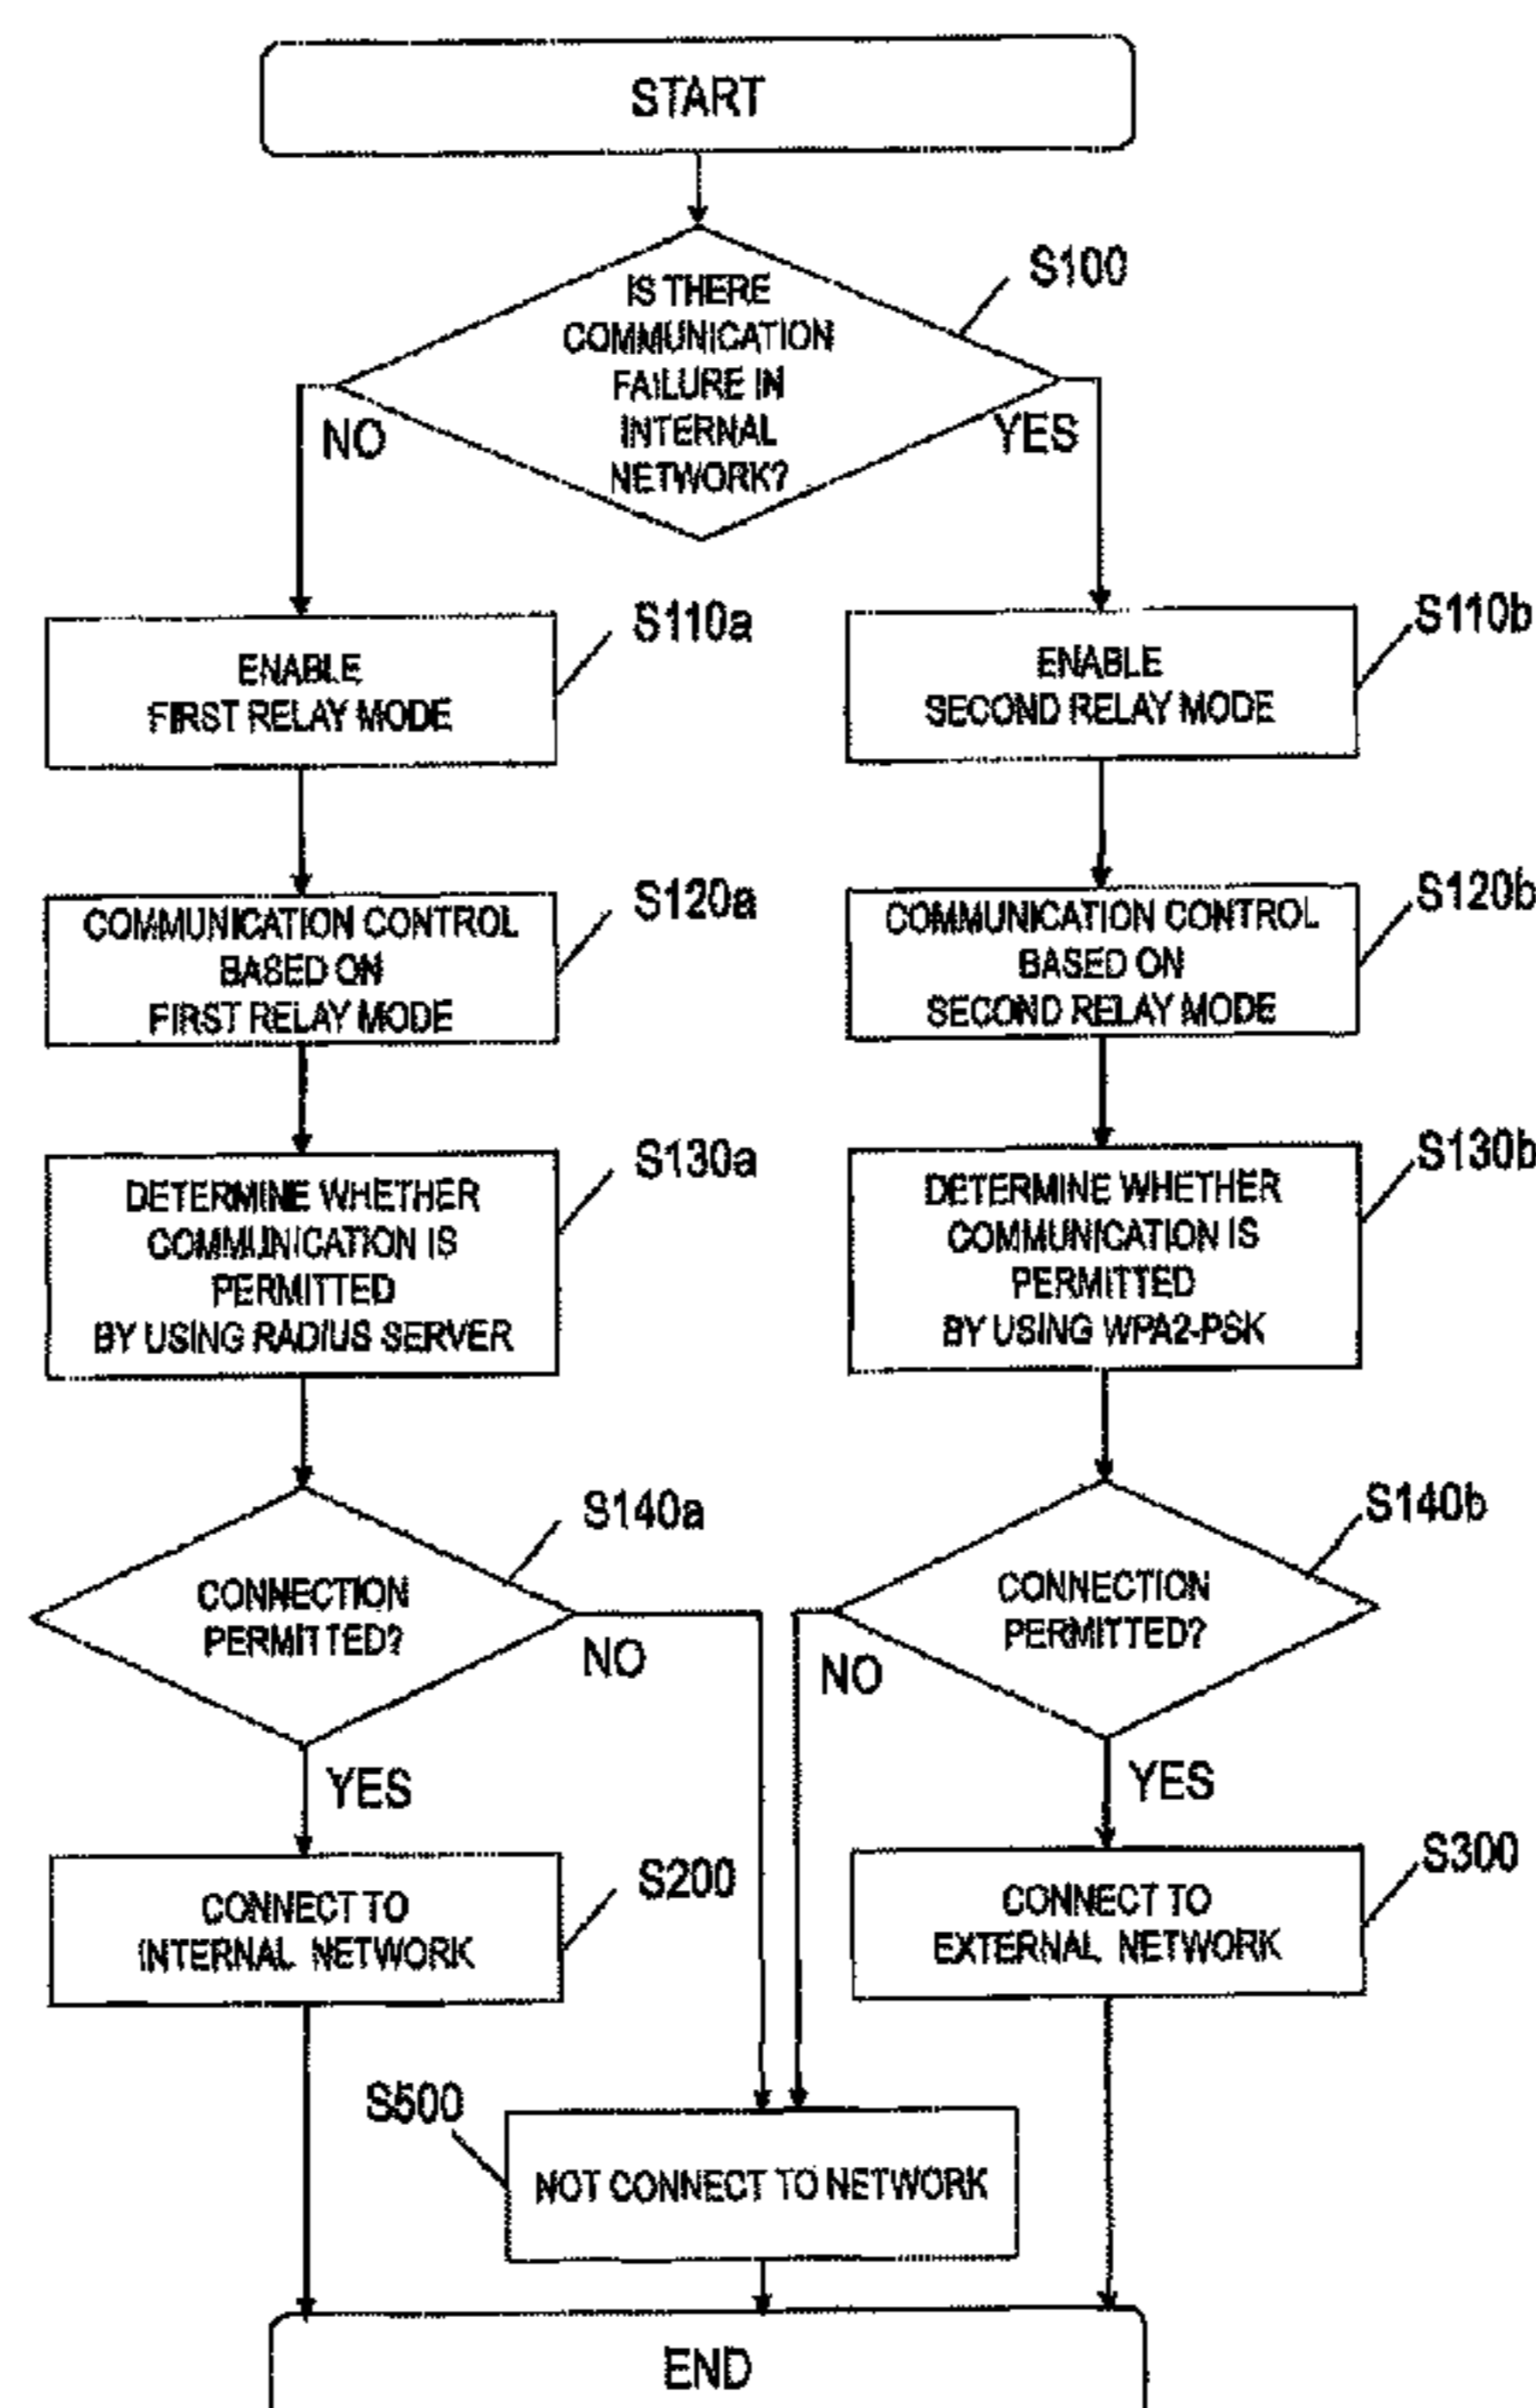 START
S100
IS THERE
COMMUNICATION
FAILURE IN
INTERNAL
NETWORK?
NO
YES
S110a
ENABLE
FIRST RELAY MODE
S110b
ENABLE
SECOND RELAY MODE
S120a
COMMUNICATION CONTROL
BASED ON
FIRST RELAY MODE
S120b
COMMUNICATION CONTROL
BASED ON
SECOND RELAY MODE
S130a
DETERMINE WHETHER
COMMUNICATION IS
PERMITTED
BY USING RADIUS SERVER
S130b
DETERMINE WHETHER
COMMUNICATION IS
PERMITTED
BY USING WPA2-PSK
S140a
CONNECTION
PERMITTED?
NO
YES
S140b
CONNECTION
PERMITTED?
NO
YES
S200
CONNECT TO
INTERNAL NETWORK
S300
CONNECT TO
EXTERNAL NETWORK
S500
NOT CONNECT TO NETWORK
END